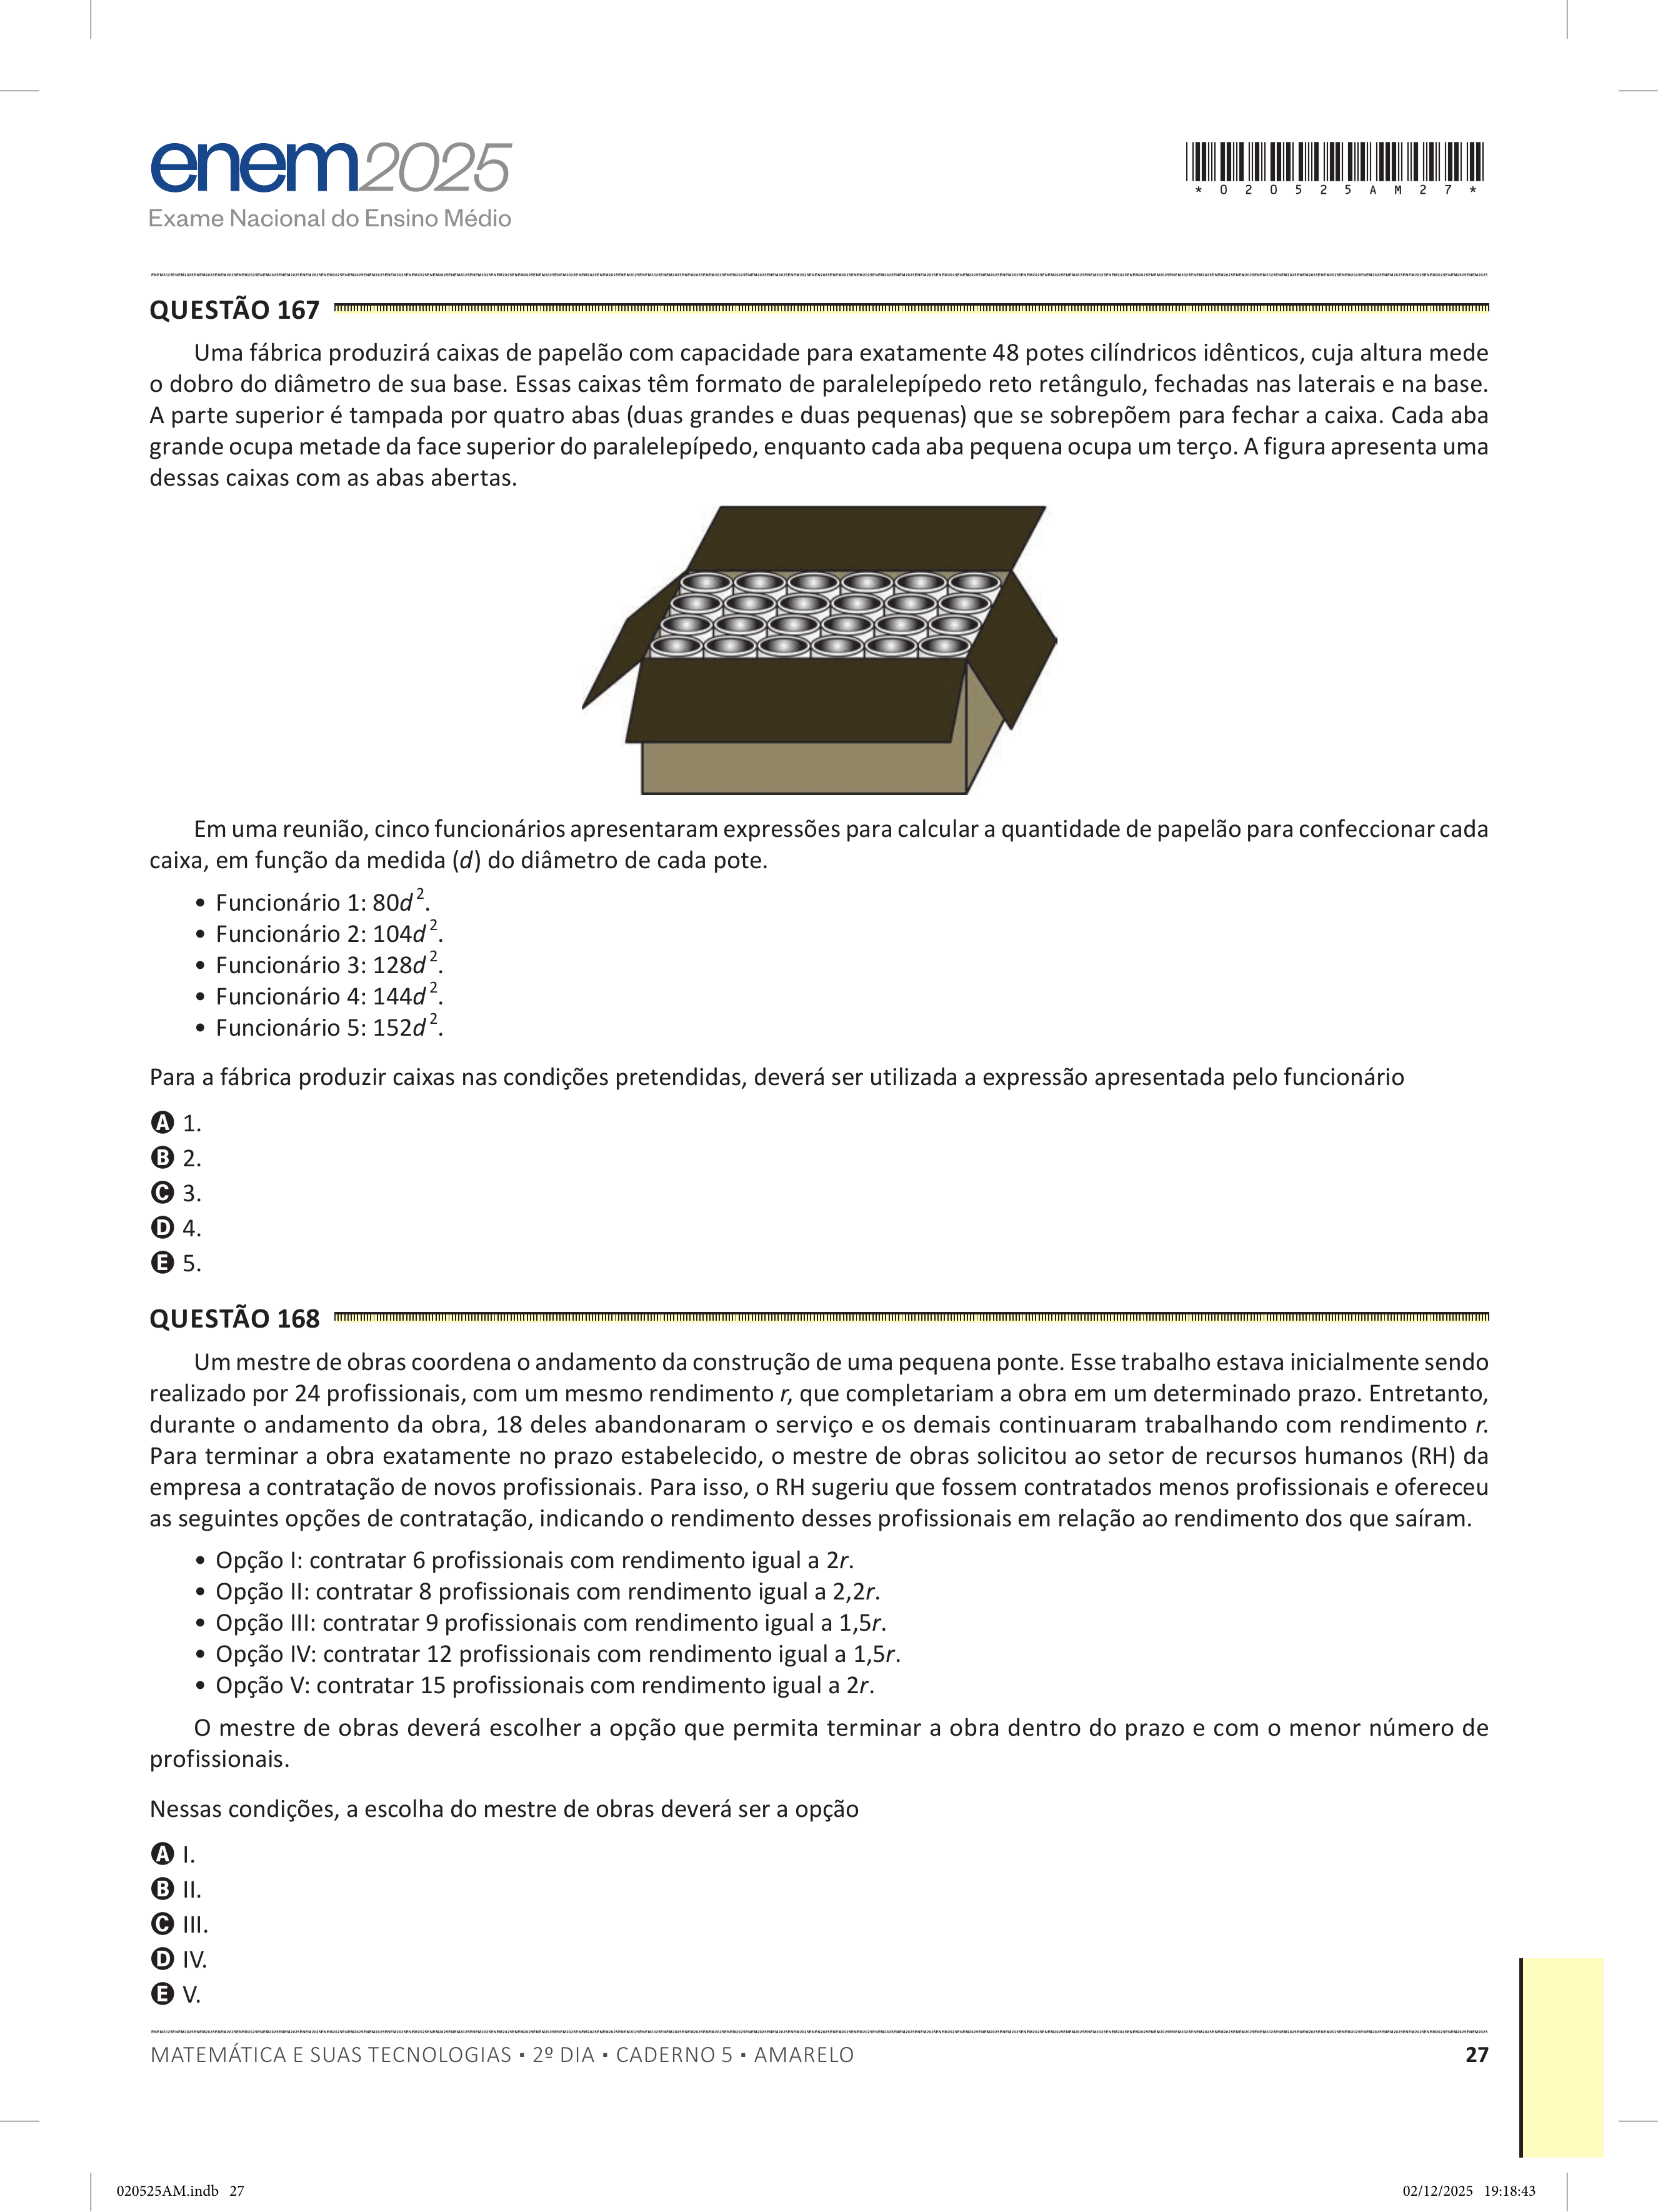 enem2025
Exame Nacional do Ensino Médio
*020525AM27*
QUESTÃO 167
Uma fábrica produzirá caixas de papelão com capacidade para exatamente 48 potes cilíndricos idênticos, cuja altura mede
o dobro do diâmetro de sua base. Essas caixas têm formato de paralelepípedo reto retângulo, fechadas nas laterais e na base.
A parte superior é tampada por quatro abas (duas grandes e duas pequenas) que se sobrepõem para fechar a caixa. Cada aba
grande ocupa metade da face superior do paralelepípedo, enquanto cada aba pequena ocupa um terço. A figura apresenta uma
dessas caixas com as abas abertas.
Em uma reunião, cinco funcionários apresentaram expressões para calcular a quantidade de papelão para confeccionar cada
caixa, em função da medida (d) do diâmetro de cada pote.
• Funcionário 1: 80d².
• Funcionário 2: 104d².
• Funcionário 3: 128d².
• Funcionário 4: 144d².
• Funcionário 5: 152d².
Para a fábrica produzir caixas nas condições pretendidas, deverá ser utilizada a expressão apresentada pelo funcionário
A 1.
B 2.
C 3.
D 4.
E 5.
QUESTÃO 168
Um mestre de obras coordena o andamento da construção de uma pequena ponte. Esse trabalho estava inicialmente sendo
realizado por 24 profissionais, com um mesmo rendimento r, que completariam a obra em um determinado prazo. Entretanto,
durante o andamento da obra, 18 deles abandonaram o serviço e os demais continuaram trabalhando com rendimento r.
Para terminar a obra exatamente no prazo estabelecido, o mestre de obras solicitou ao setor de recursos humanos (RH) da
empresa a contratação de novos profissionais. Para isso, o RH sugeriu que fossem contratados menos profissionais e ofereceu
as seguintes opções de contratação, indicando o rendimento desses profissionais em relação ao rendimento dos que saíram.
• Opção I: contratar 6 profissionais com rendimento igual a 2r.
• Opção II: contratar 8 profissionais com rendimento igual a 2,2r.
• Opção III: contratar 9 profissionais com rendimento igual a 1,5r.
• Opção IV: contratar 12 profissionais com rendimento igual a 1,5r.
• Opção V: contratar 15 profissionais com rendimento igual a 2r.
O mestre de obras deverá escolher a opção que permita terminar a obra dentro do prazo e com o menor número de
profissionais.
Nessas condições, a escolha do mestre de obras deverá ser a opção
A I.
B II.
C III.
D IV.
E V.
MATEMÁTICA E SUAS TECNOLOGIAS ▪ 2º DIA ▪ CADERNO 5 ▪ AMARELO
27
020525AM.indb 27
02/12/2025 19:18:43